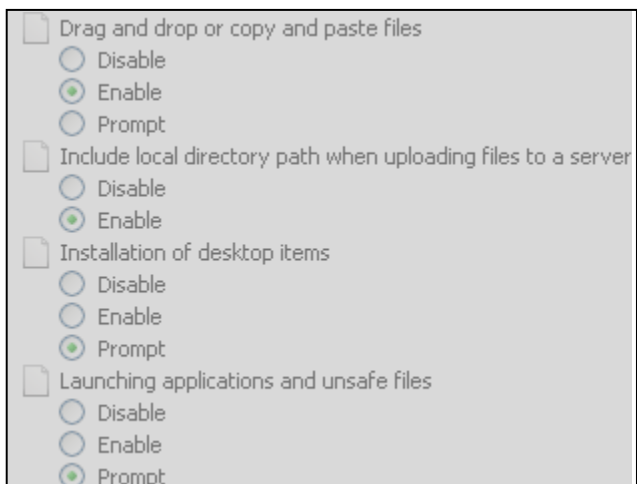 Drag and drop or copy and paste files
Disable
Enable
Prompt
Include local directory path when uploading files to a server
Disable
Enable
Installation of desktop items
Disable
Enable
Prompt
Launching applications and unsafe files
Disable
Enable
Prompt